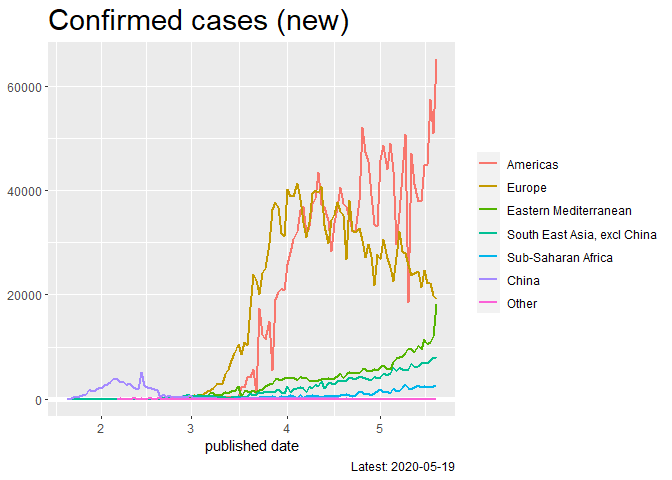 Confirmed cases (new)
60000
40000
20000
0
2 3 4 5
published date
Americas
Europe
Eastern Mediterranean
South East Asia, excl China
Sub-Saharan Africa
China
Other
Latest: 2020-05-19